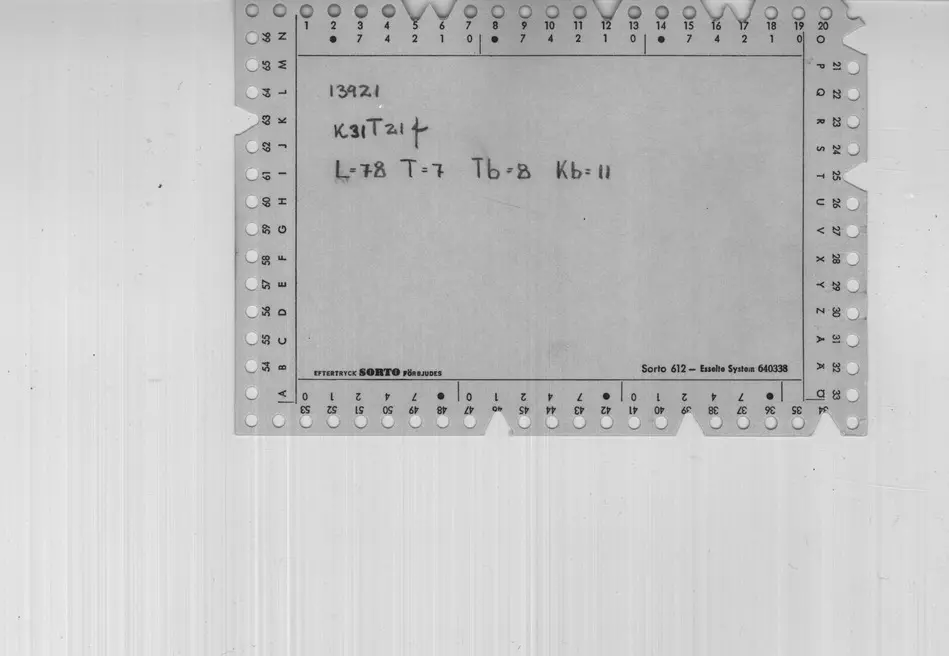 1 2 3 4 5 6 7 8 9 10 11 12 13 14 15 16 17 18 19 20
• 7 4 2 1 0 • 7 4 2 1 0 • 7 4 2 1 0
13921
K31T21f
L=78 T=7 Tb=8 Kb=11
EFTERTRYCK SORTO FÖRBJUDES
Sorto 612 – Esselte System 640338
O P Q R S T U V X Y Z Å Ä Ö
21 22 23 24 25 26 27 28 29 30 31 32 33
34 35 36 37 38 39 40 41 42 43 44 45 46 47 48 49 50 51 52 53
• 7 4 2 1 0 • 7 4 2 1 0 • 7 4 2 1 0
54 55 56 57 58 59 60 61 62 63 64 65 66
A B C D E F G H I J K L M N